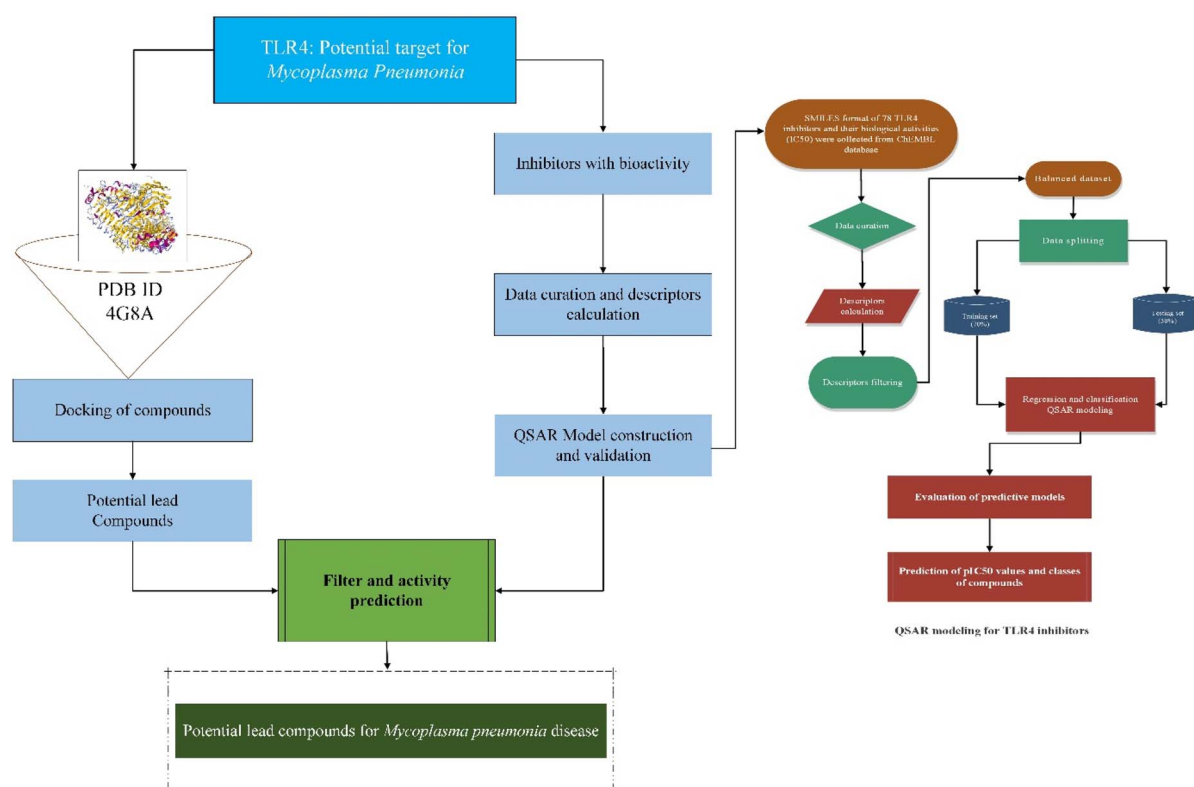 TLR4: Potential target for
Mycoplasma Pneumonia
PDB ID
4G8A
Docking of compounds
Potential lead
Compounds
Inhibitors with bioactivity
Data curation and descriptors
calculation
QSAR Model construction
and validation
Filter and activity
prediction
Potential lead compounds for Mycoplasma pneumonia disease
SMILES format of 78 TLR4
inhibitors and their biological activities
(IC50) were collected from ChEMBL
database
Data curation
Descriptors
calculation
Descriptors filtering
Balanced dataset
Data splitting
Training set
(70%)
Testing set
(30%)
Regression and classification
QSAR modeling
Evaluation of predictive models
Prediction of pIC50 values and classes
of compounds
QSAR modeling for TLR4 inhibitors